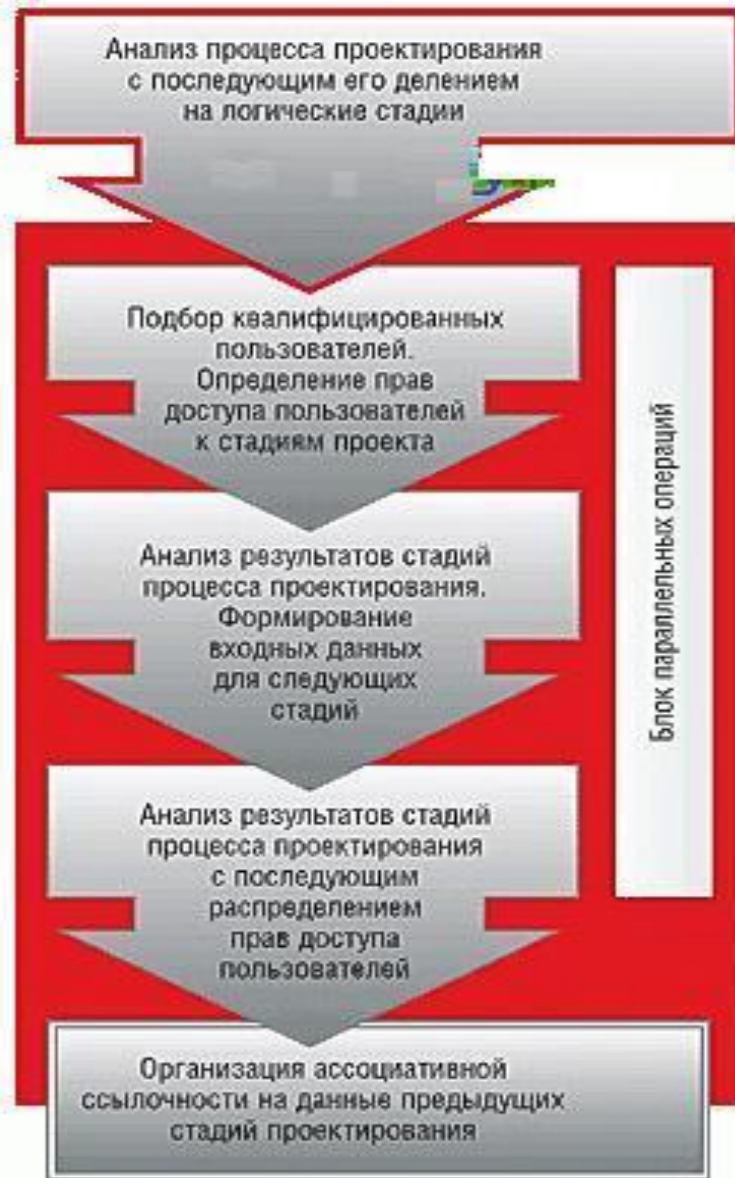 Анализ процесса проектирования
с последующим его делением
на логические стадии
Подбор квалифицированных
пользователей.
Определение прав
доступа пользователей
к стадиям проекта
Анализ результатов стадий
процесса проектирования.
Формирование
входных данных
для следующих
стадий
Анализ результатов стадий
процесса проектирования
с последующим
распределением
прав доступа
пользователей
Блок параллельных операций
Организация ассоциативной
ссылочности на данные предыдущих
стадий проектирования